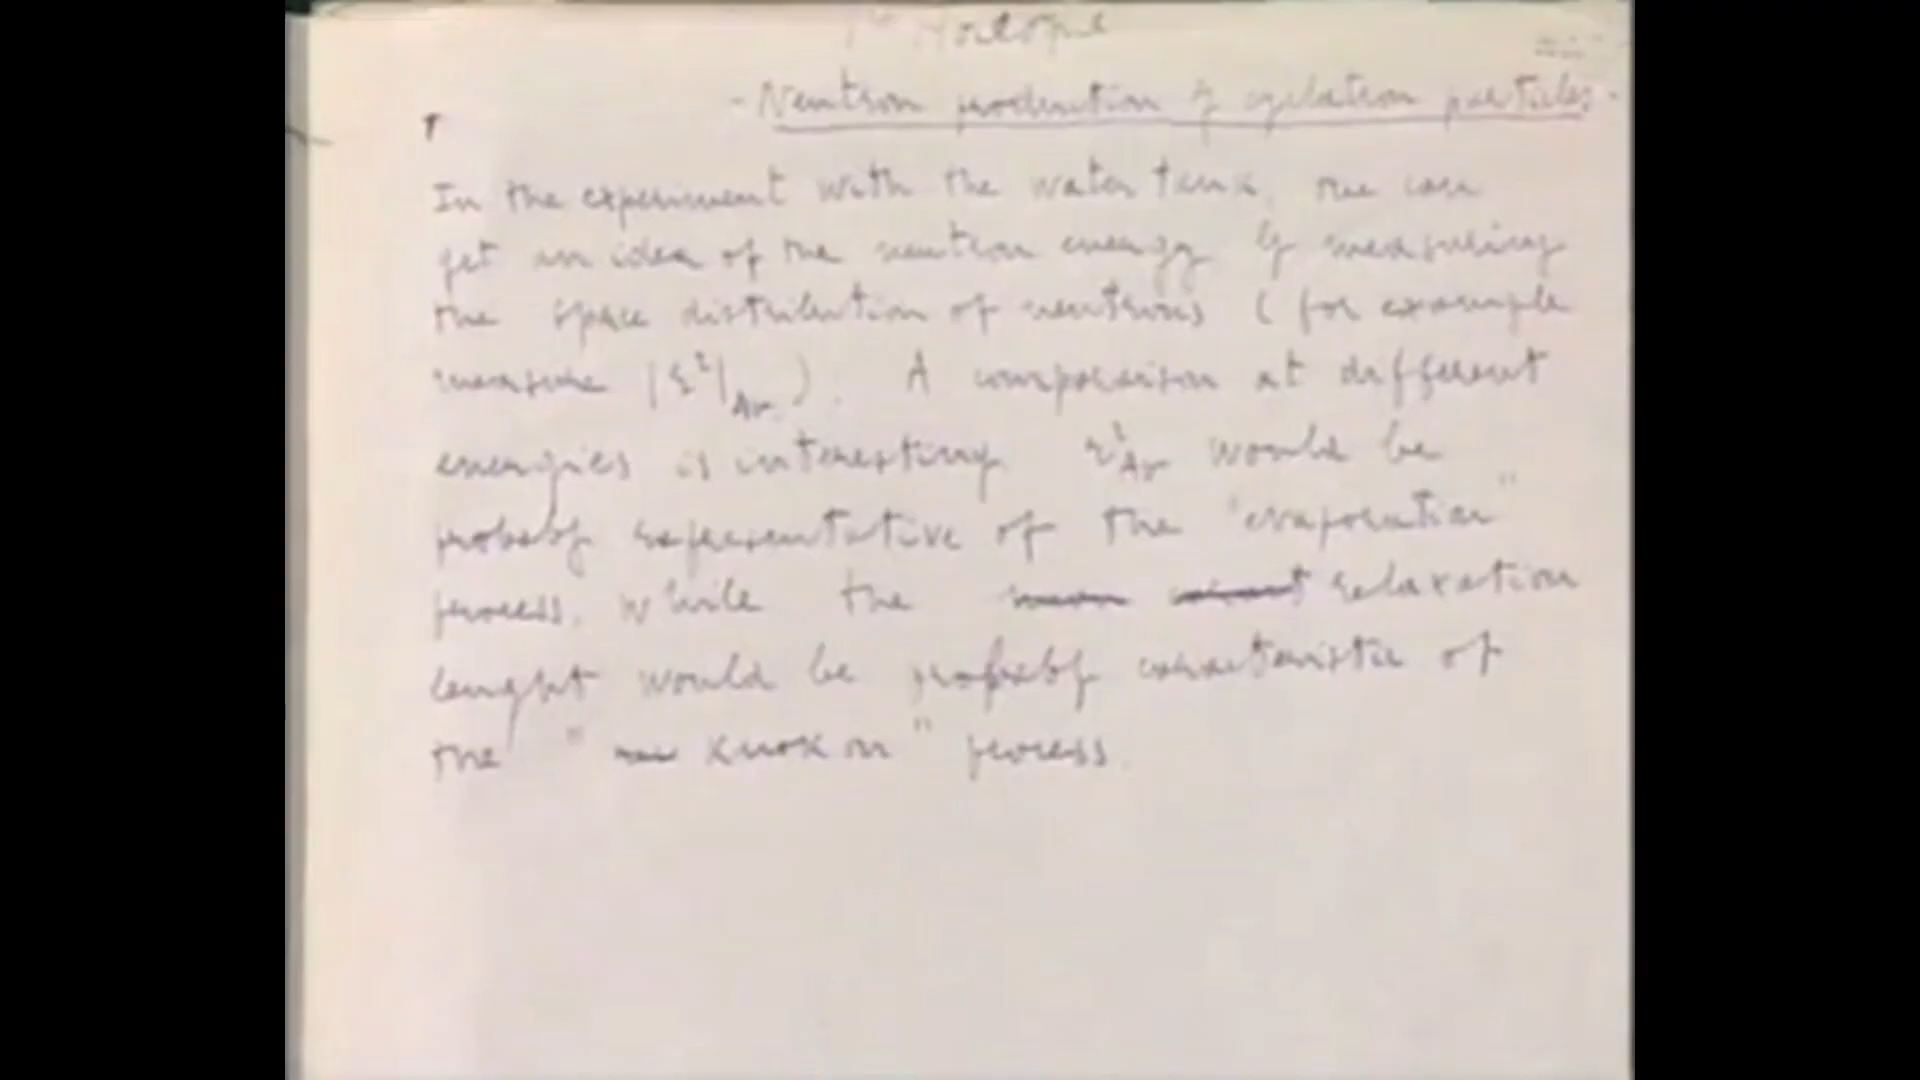 - Neutron production by cyclotron particles -
In the experiment with the water tank, one can
get an idea of the neutron energy by measuring
the space distribution of neutrons ( for example
measure |r²|Av. ). A comparison at different
energies is interesting r²Av would be
probably representative of the "evaporation"
process, while the relaxation
lenght would be probably caracteristic of
the " knok on " process.